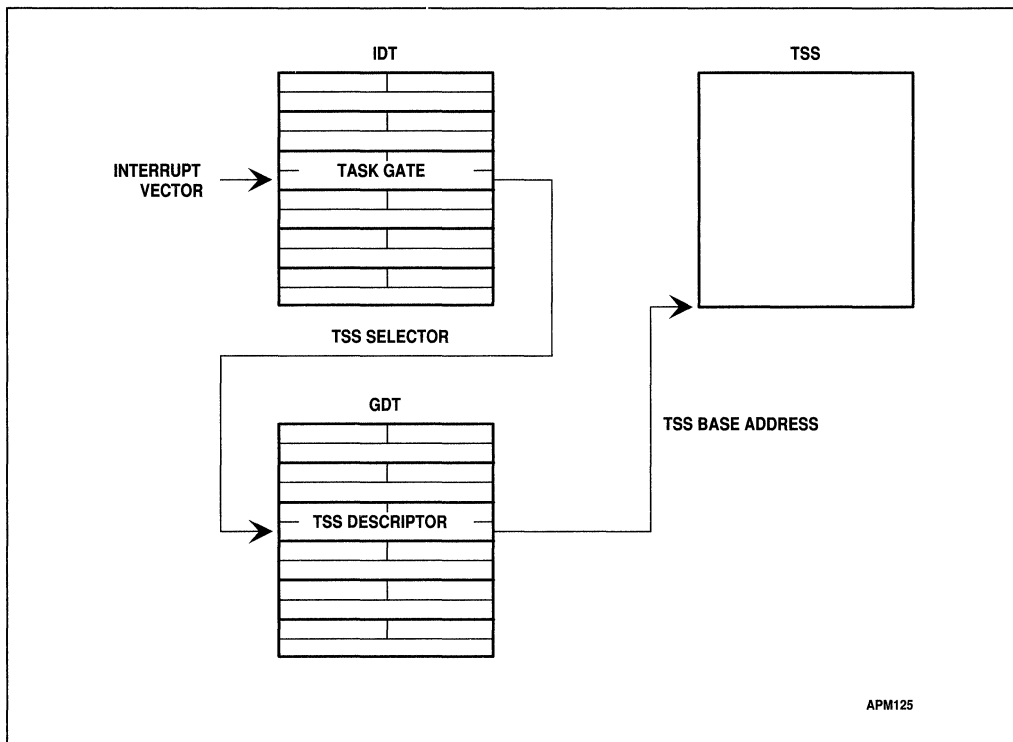 IDT
TSS
INTERRUPT
VECTOR
TASK GATE
TSS SELECTOR
GDT
TSS BASE ADDRESS
TSS DESCRIPTOR
APM125